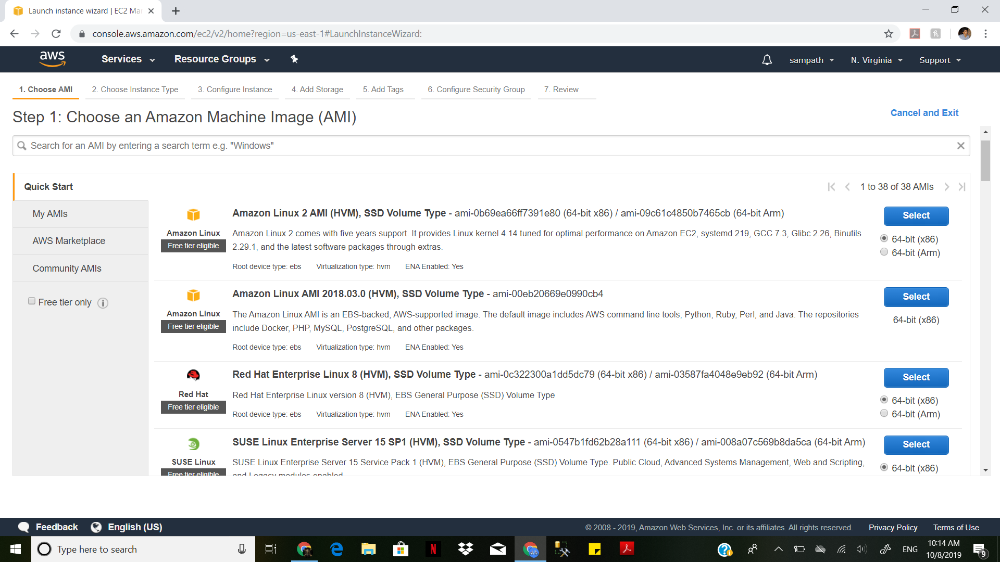 Launch instance wizard | EC2 Mar
console.aws.amazon.com/ec2/v2/home?region=us-east-1#LaunchInstanceWizard:
aws
Services
Resource Groups
sampath
N. Virginia
Support
1. Choose AMI
2. Choose Instance Type
3. Configure Instance
4. Add Storage
5. Add Tags
6. Configure Security Group
7. Review
Step 1: Choose an Amazon Machine Image (AMI)
Cancel and Exit
Search for an AMI by entering a search term e.g. "Windows"
Quick Start
1 to 38 of 38 AMIs
My AMIs
AWS Marketplace
Community AMIs
Free tier only
Amazon Linux
Free tier eligible
Amazon Linux 2 AMI (HVM), SSD Volume Type - ami-0b69ea66ff7391e80 (64-bit x86) / ami-09c61c4850b7465cb (64-bit Arm)
Amazon Linux 2 comes with five years support. It provides Linux kernel 4.14 tuned for optimal performance on Amazon EC2, systemd 219, GCC 7.3, Glibc 2.26, Binutils
2.29.1, and the latest software packages through extras.
Root device type: ebs
Virtualization type: hvm
ENA Enabled: Yes
Select
64-bit (x86)
64-bit (Arm)
Amazon Linux
Free tier eligible
Amazon Linux AMI 2018.03.0 (HVM), SSD Volume Type - ami-00eb20669e0990cb4
The Amazon Linux AMI is an EBS-backed, AWS-supported image. The default image includes AWS command line tools, Python, Ruby, Perl, and Java. The repositories
include Docker, PHP, MySQL, PostgreSQL, and other packages.
Root device type: ebs
Virtualization type: hvm
ENA Enabled: Yes
Select
64-bit (x86)
Red Hat
Free tier eligible
Red Hat Enterprise Linux 8 (HVM), SSD Volume Type - ami-0c322300a1dd5dc79 (64-bit x86) / ami-03587fa4048e9eb92 (64-bit Arm)
Red Hat Enterprise Linux version 8 (HVM), EBS General Purpose (SSD) Volume Type
Root device type: ebs
Virtualization type: hvm
ENA Enabled: Yes
Select
64-bit (x86)
64-bit (Arm)
SUSE Linux
Free tier eligible
SUSE Linux Enterprise Server 15 SP1 (HVM), SSD Volume Type - ami-0547b1fd62b28a111 (64-bit x86) / ami-008a07c569b8da5ca (64-bit Arm)
SUSE Linux Enterprise Server 15 Service Pack 1 (HVM), EBS General Purpose (SSD) Volume Type. Public Cloud, Advanced Systems Management, Web and Scripting,
and Legacy modules enabled
Select
64-bit (x86)
Feedback
English (US)
© 2008 - 2019, Amazon Web Services, Inc. or its affiliates. All rights reserved.
Privacy Policy
Terms of Use
Type here to search
ENG
10:14 AM
10/8/2019
9